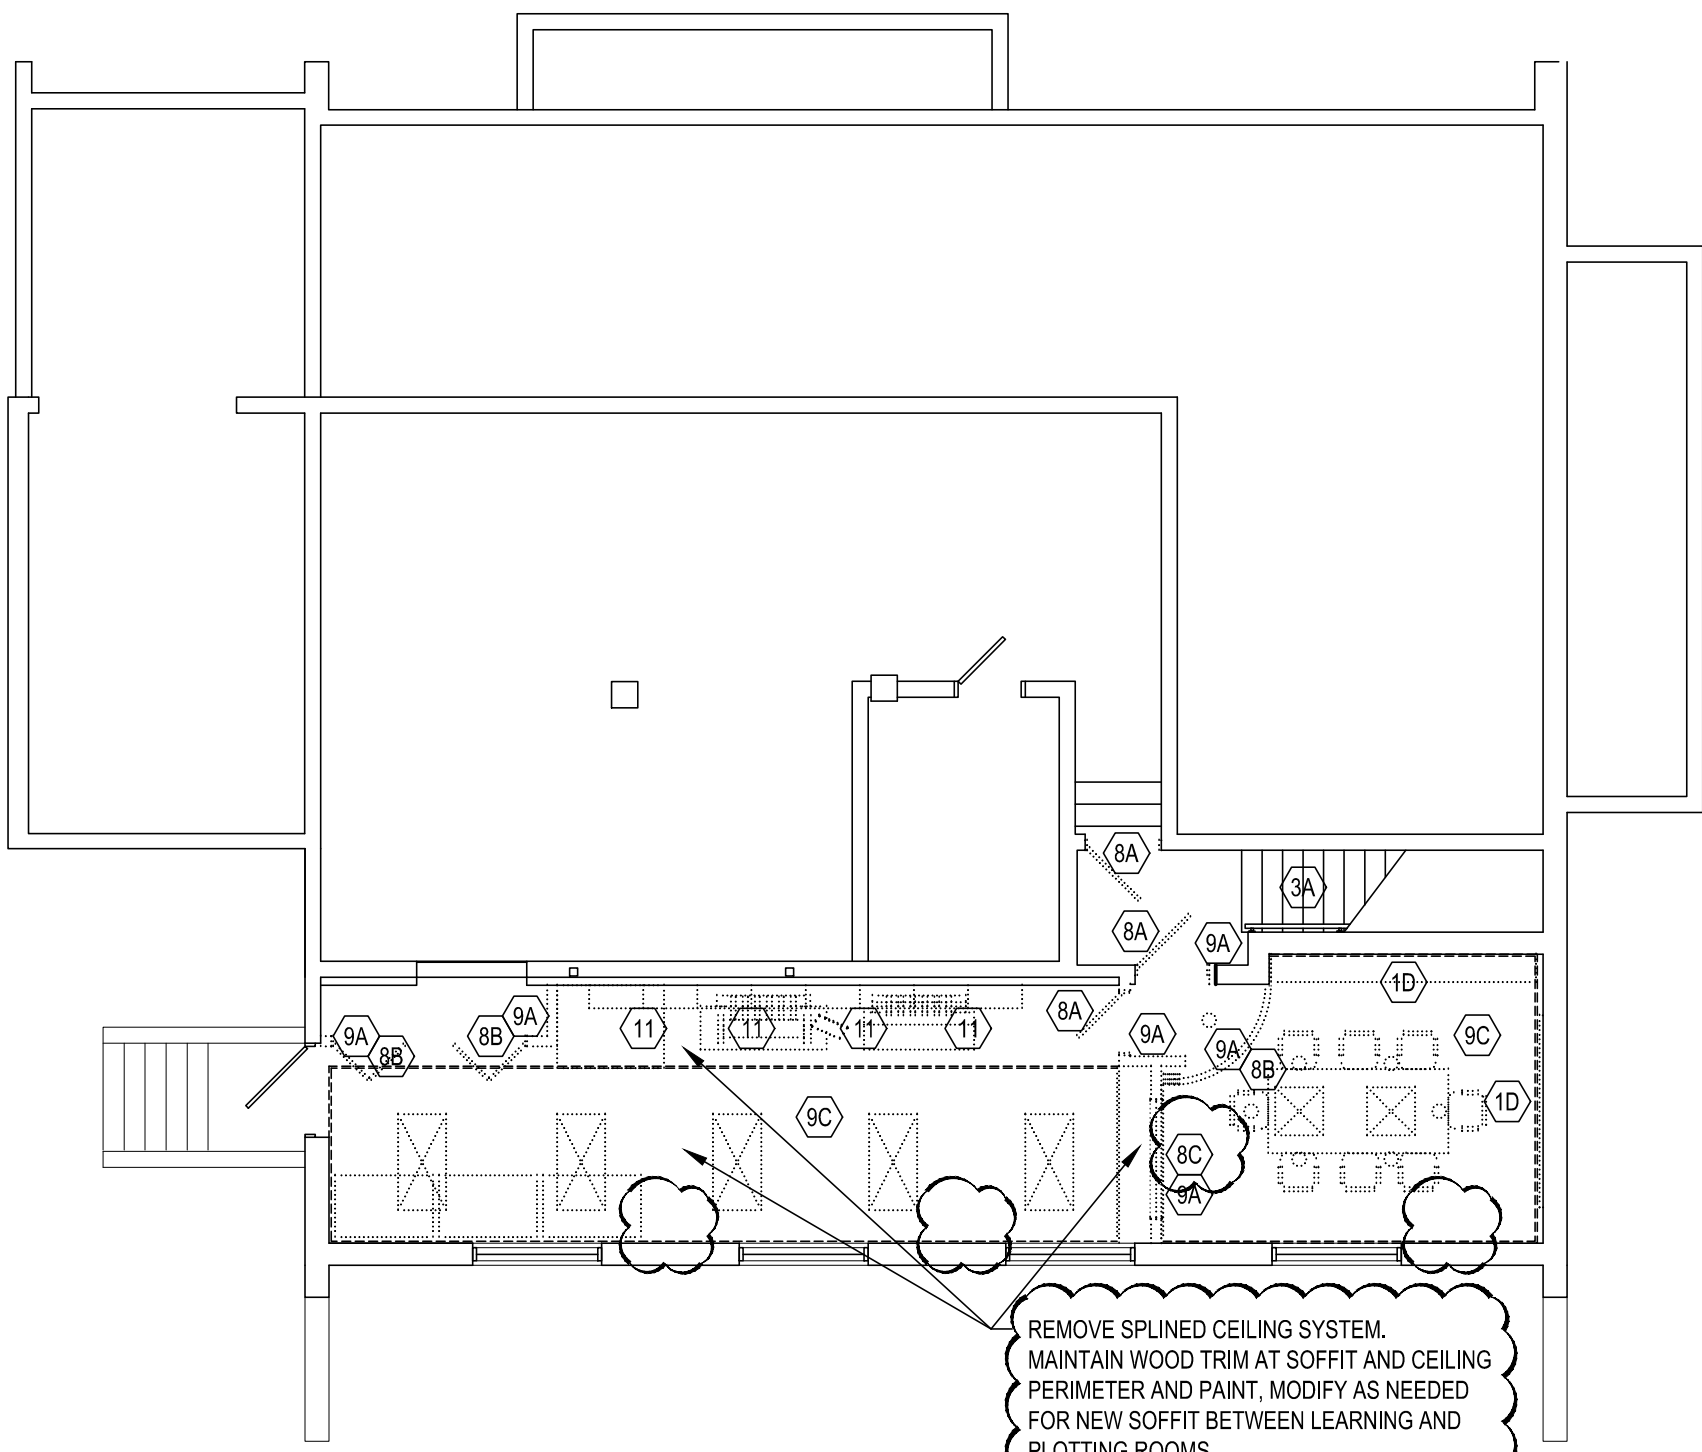 8A
3A
8A
9A
1D
9A
8B
8B
9A
11
11
11
11
8A
9A
9A
8B
9C
1D
9C
8C
9A
REMOVE SPLINED CEILING SYSTEM.
MAINTAIN WOOD TRIM AT SOFFIT AND CEILING
PERIMETER AND PAINT, MODIFY AS NEEDED
FOR NEW SOFFIT BETWEEN LEARNING AND
PLOTTING ROOMS